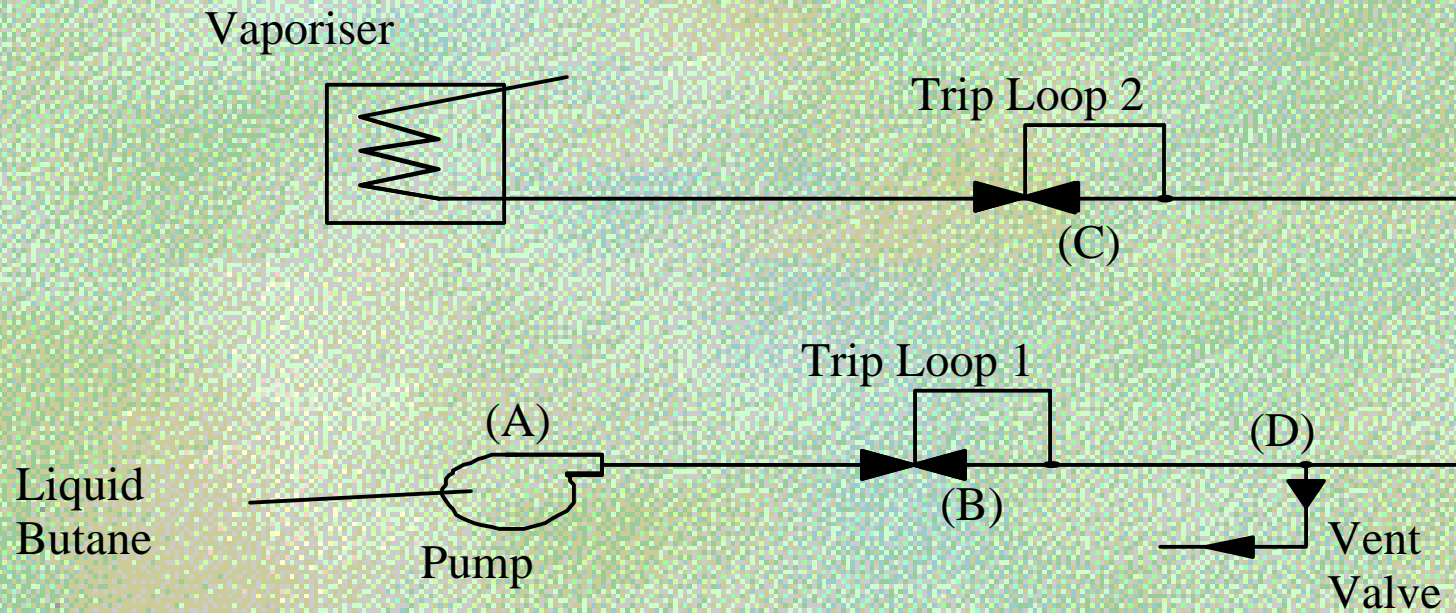 Vaporiser
Trip Loop 2
(C)
Trip Loop 1
(A)
(D)
Liquid
Butane
(B)
Pump
Vent
Valve